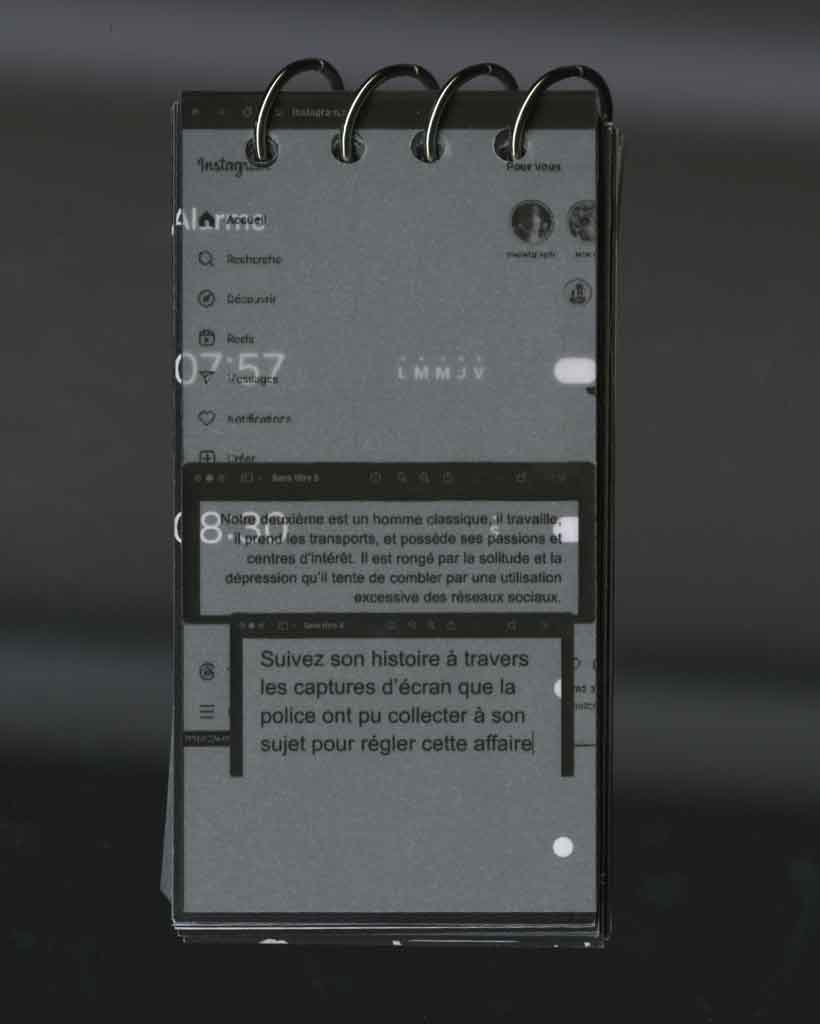 Instagram
Pour vous
Alarme
Accueil
Recherche
Découvrir
Reels
07:57
Messages
L M M J V
Notifications
Créer
Sans titre 5
08:30
Notre deuxième est un homme classique, il travaille,
il prend les transports, et possède ses passions et
centres d'intérêt. Il est rongé par la solitude et la
dépression qu'il tente de combler par une utilisation
excessive des réseaux sociaux.
Suivez son histoire à travers
les captures d'écran que la
police ont pu collecter à son
sujet pour régler cette affaire